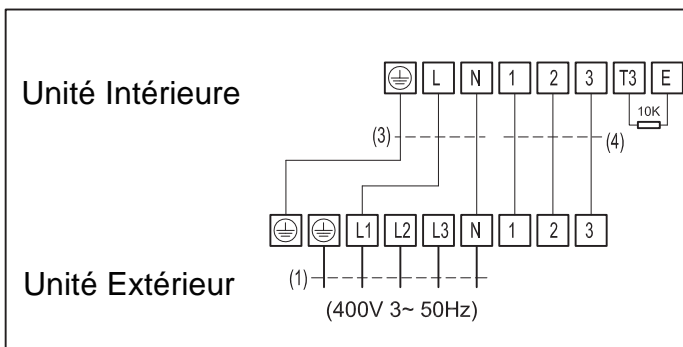 Unité Intérieure
L N 1 2 3 T3 E
10K
(3) (4)
L1 L2 L3 N 1 2 3
Unité Extérieur
(1)
(400V 3~ 50Hz)